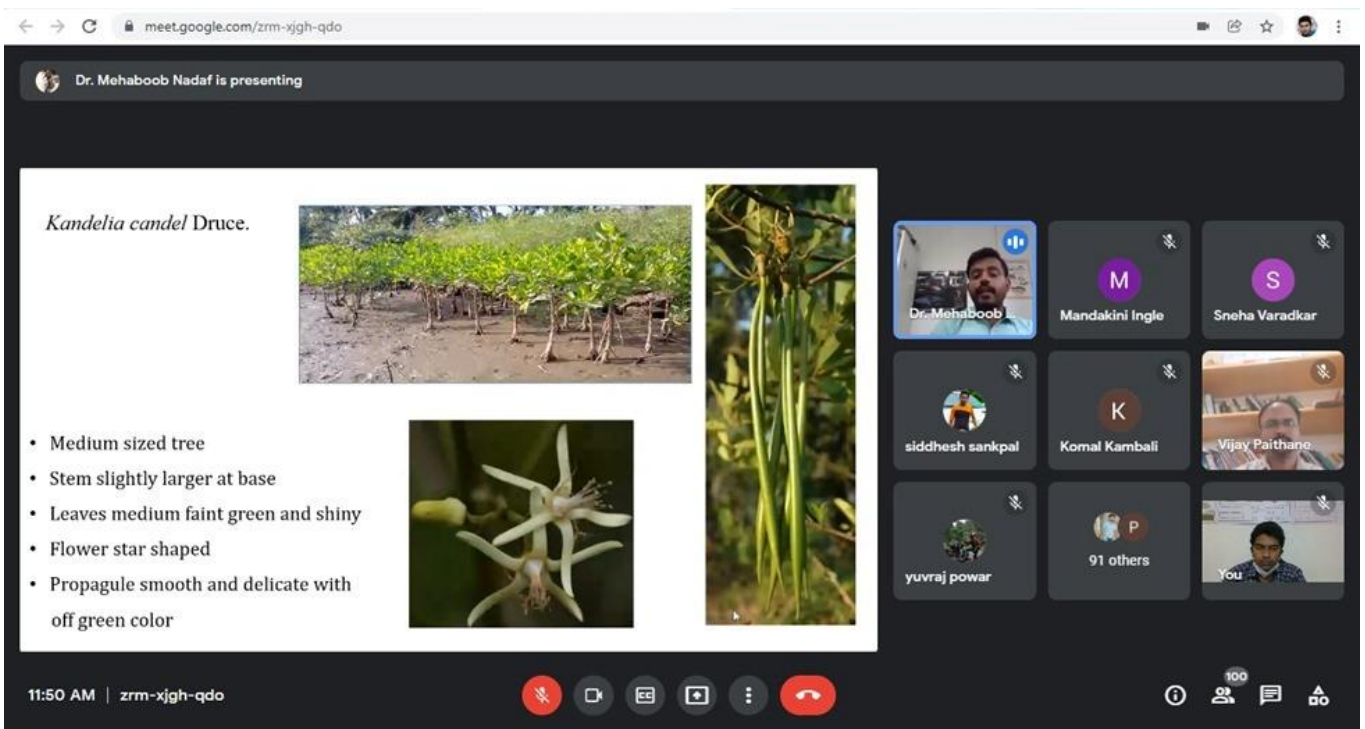 meet.google.com/zrm-xjgh-qdo
Dr. Mehaboob Nadaf is presenting
Kandelia candel Druce.
• Medium sized tree
• Stem slightly larger at base
• Leaves medium faint green and shiny
• Flower star shaped
• Propagule smooth and delicate with
off green color
Dr. Mehaboob ...
M
Mandakini Ingle
S
Sneha Varadkar
siddhesh sankpal
K
Komal Kambali
Vijay Paithane
yuvraj powar
P
91 others
You
11:50 AM | zrm-xjgh-qdo
CC
100